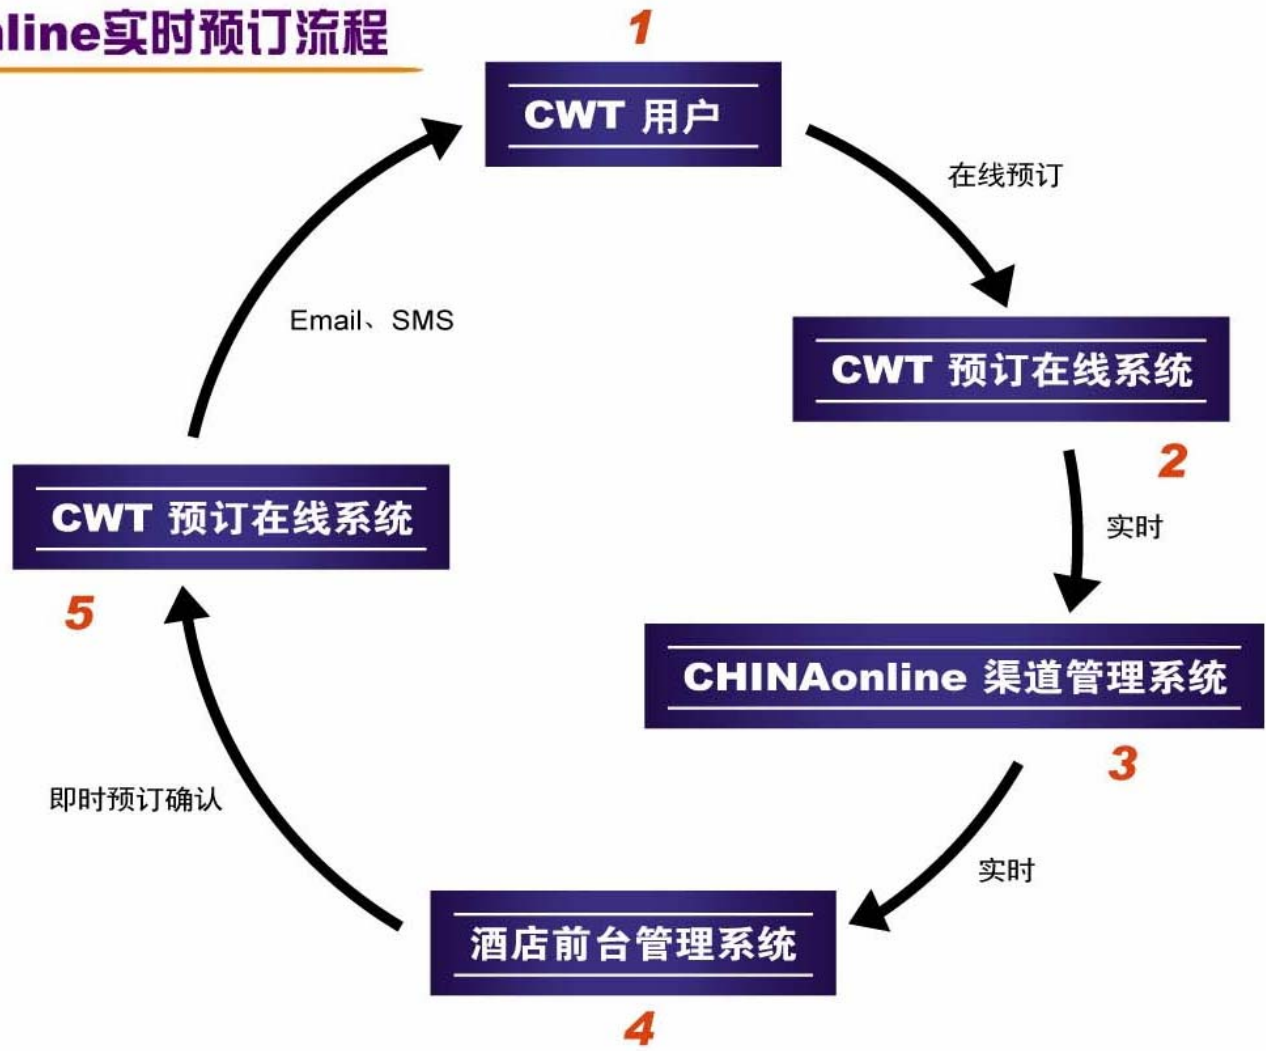 nline实时预订流程
1
CWT 用户
在线预订
Email、SMS
CWT 预订在线系统
2
CWT 预订在线系统
实时
5
CHINAonline 渠道管理系统
3
即时预订确认
实时
酒店前台管理系统
4